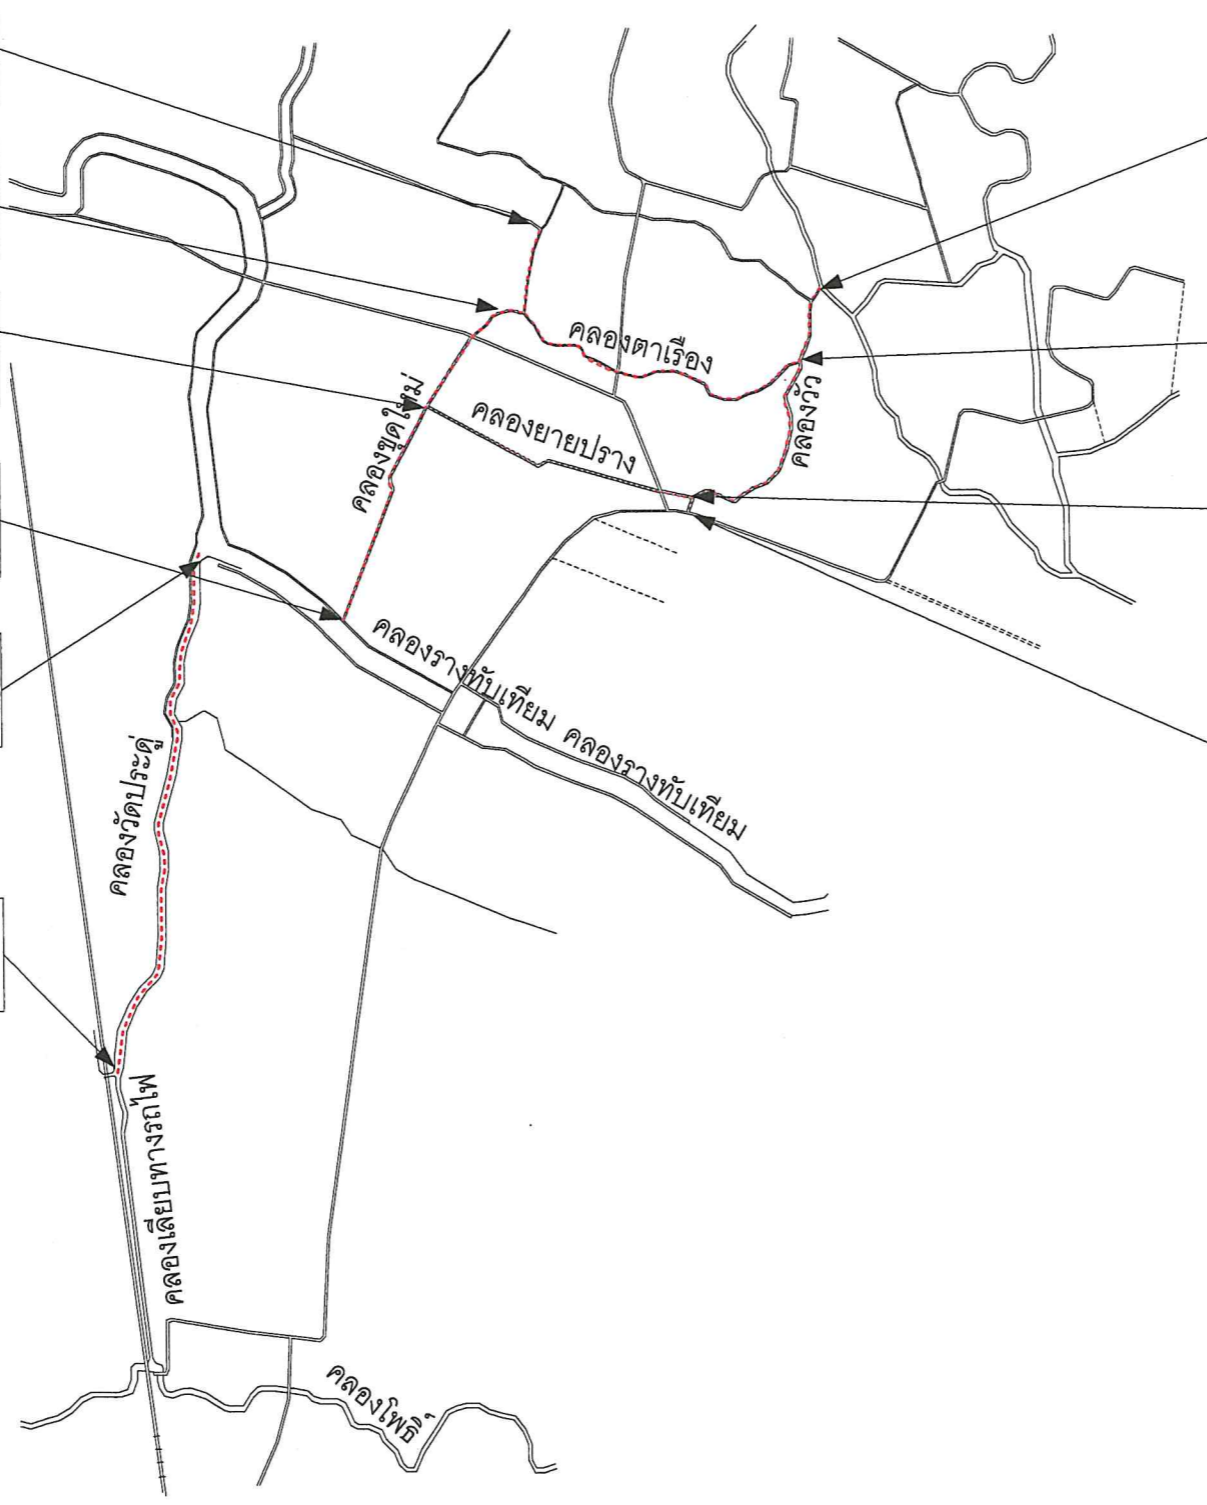 คลองตาเรือง
คลองวัว
คลองขุดใหม่
คลองยายปราง
คลองรางทับเทียม
คลองรางทับเทียม
คลองวัดประดู่
คลองเลียบทางรถไฟ
คลองโพธิ์